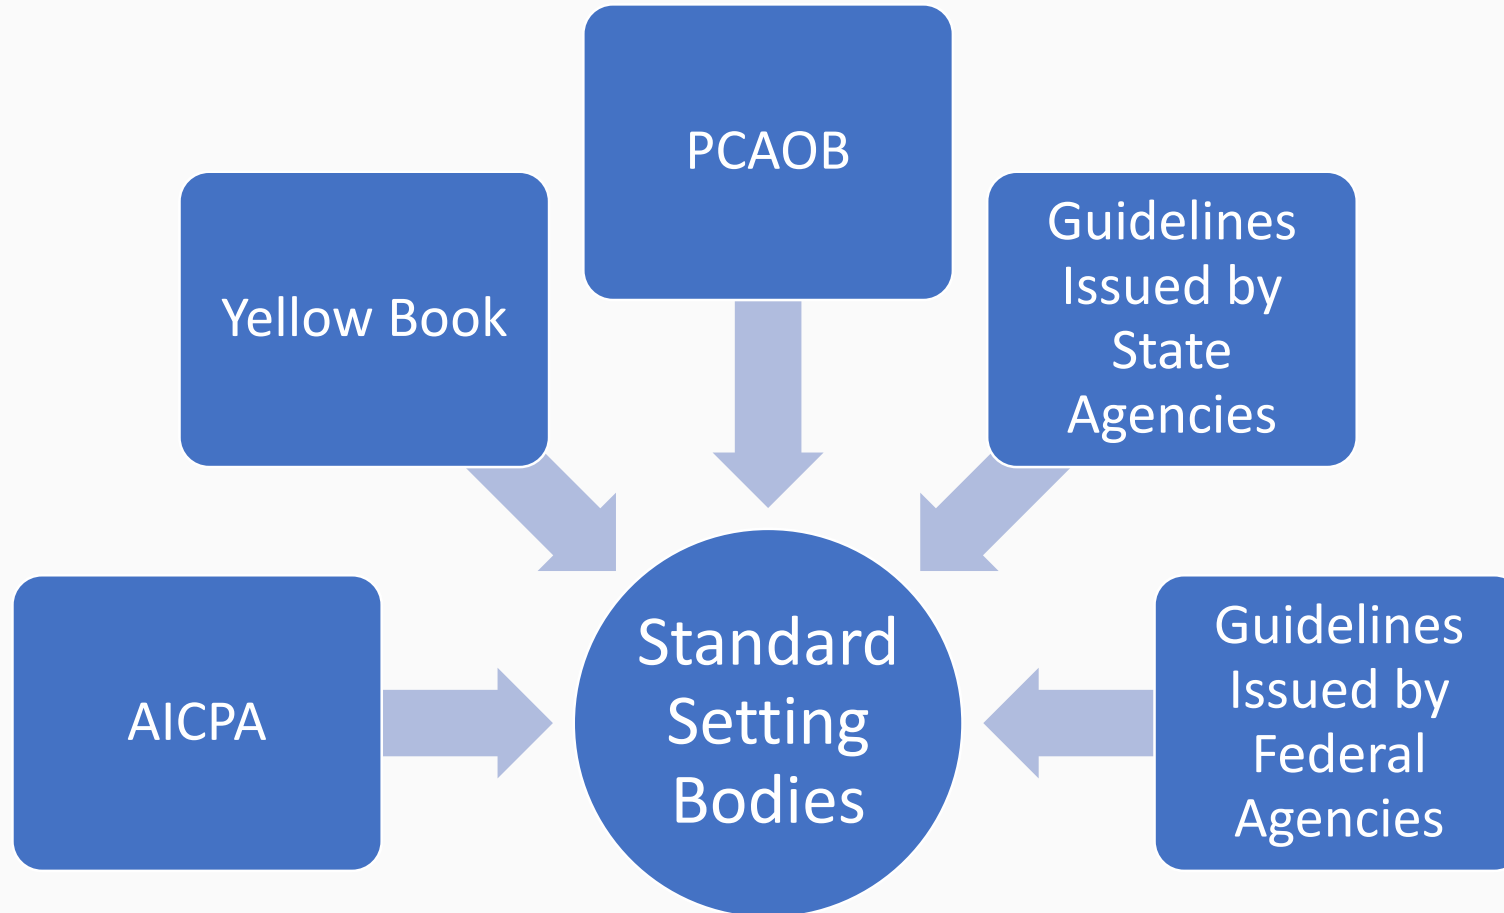 PCAOB
Yellow Book
Guidelines
Issued by
State
Agencies
AICPA
Standard
Setting
Bodies
Guidelines
Issued by
Federal
Agencies